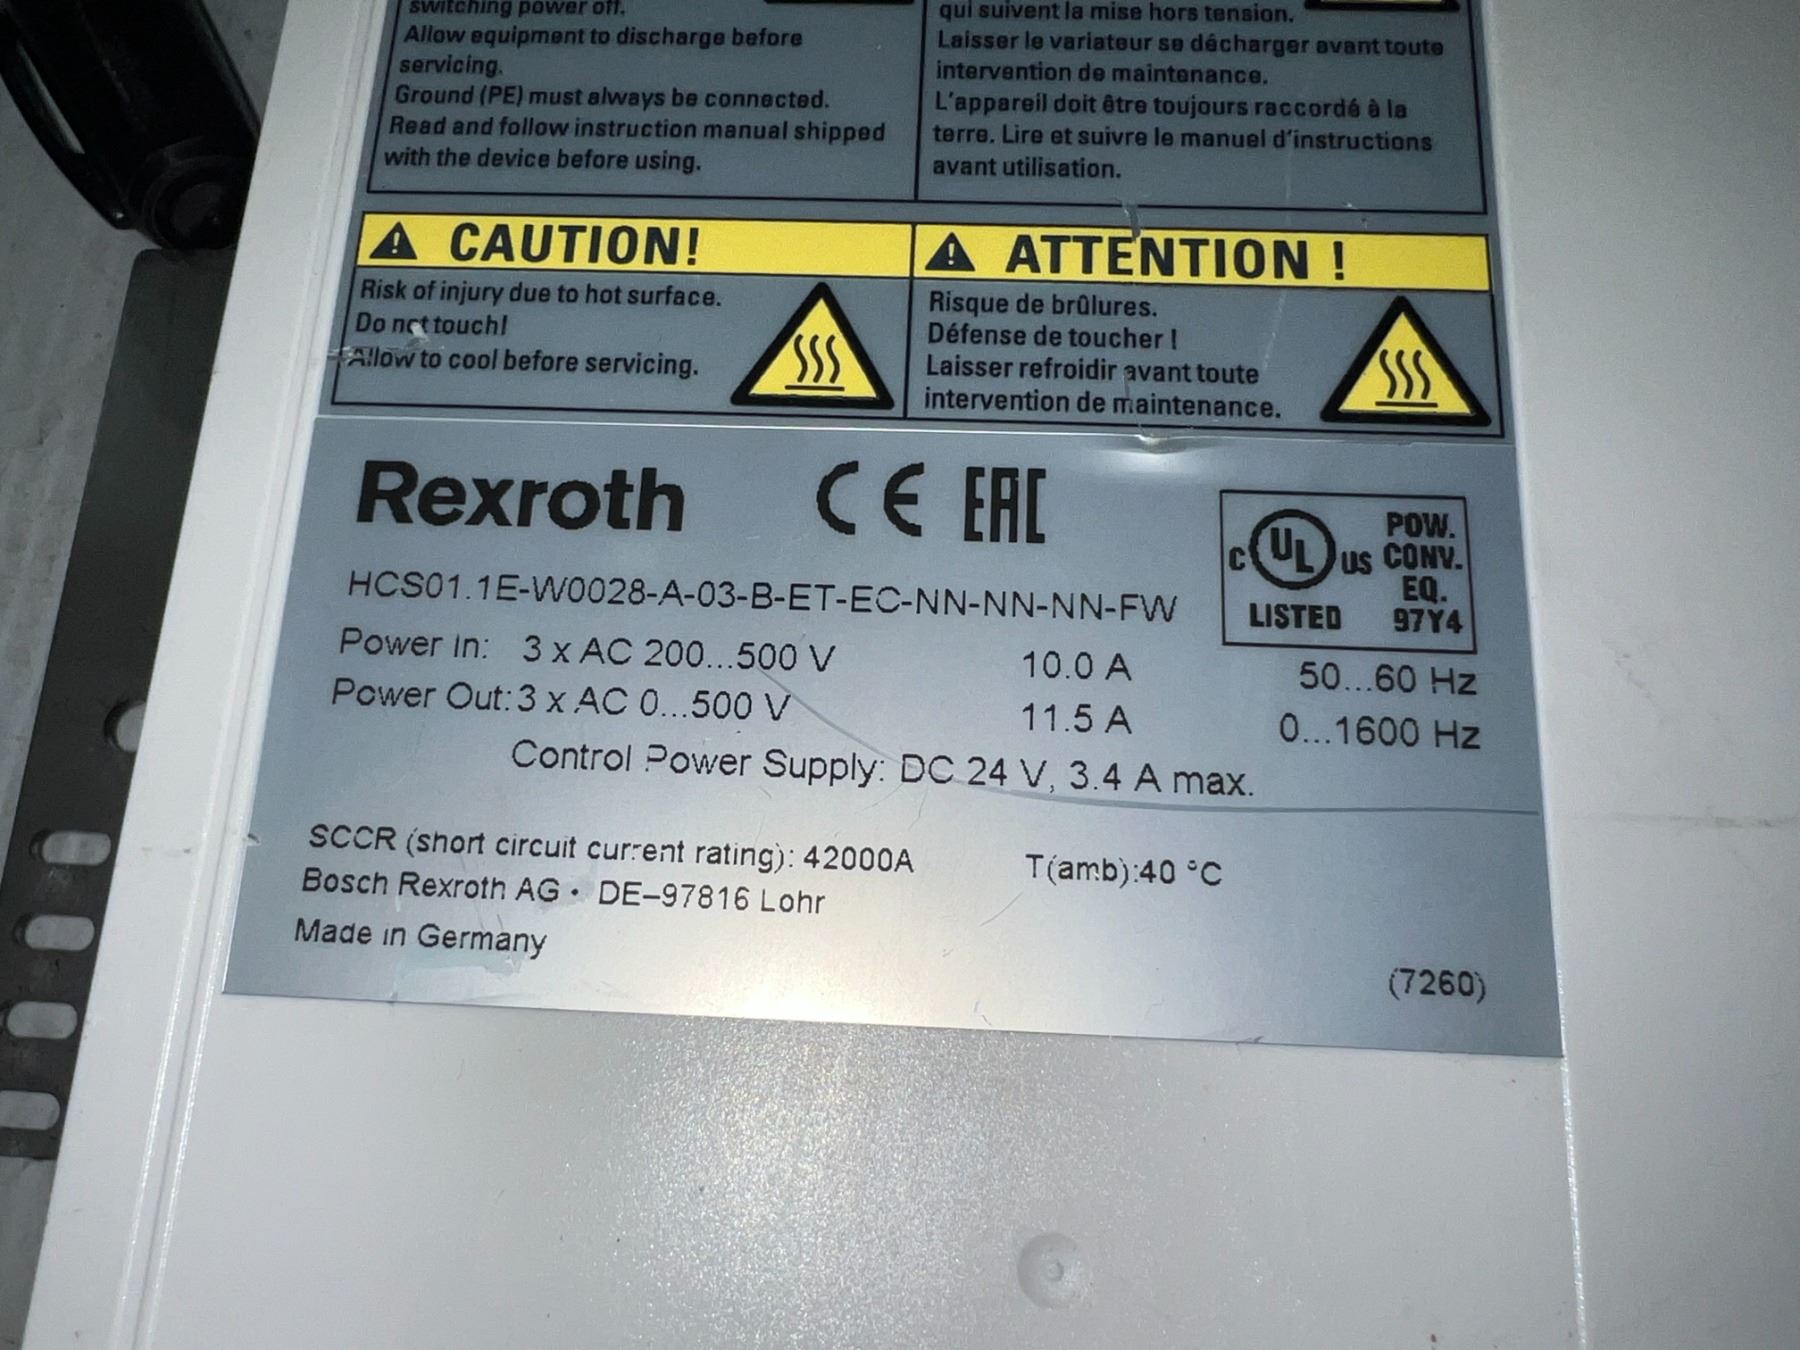 switching power off.
Allow equipment to discharge before
servicing.
Ground (PE) must always be connected.
Read and follow instruction manual shipped
with the device before using.
qui suivent la mise hors tension.
Laisser le variateur se décharger avant toute
intervention de maintenance.
L'appareil doit être toujours raccordé à la
terre. Lire et suivre le manuel d'instructions
avant utilisation.
CAUTION!
Risk of injury due to hot surface.
Do not touch!
Allow to cool before servicing.
ATTENTION !
Risque de brûlures.
Défense de toucher !
Laisser refroidir avant toute
intervention de maintenance.
Rexroth CE EAC
HCS01.1E-W0028-A-03-B-ET-EC-NN-NN-NN-FW
C UL US
LISTED
POW.
CONV.
EQ.
97Y4
Power In: 3 x AC 200...500 V 10.0 A 50...60 Hz
Power Out: 3 x AC 0...500 V 11.5 A 0...1600 Hz
Control Power Supply: DC 24 V, 3.4 A max.
SCCR (short circuit current rating): 42000A T(amb):40 °C
Bosch Rexroth AG • DE-97816 Lohr
Made in Germany
(7260)